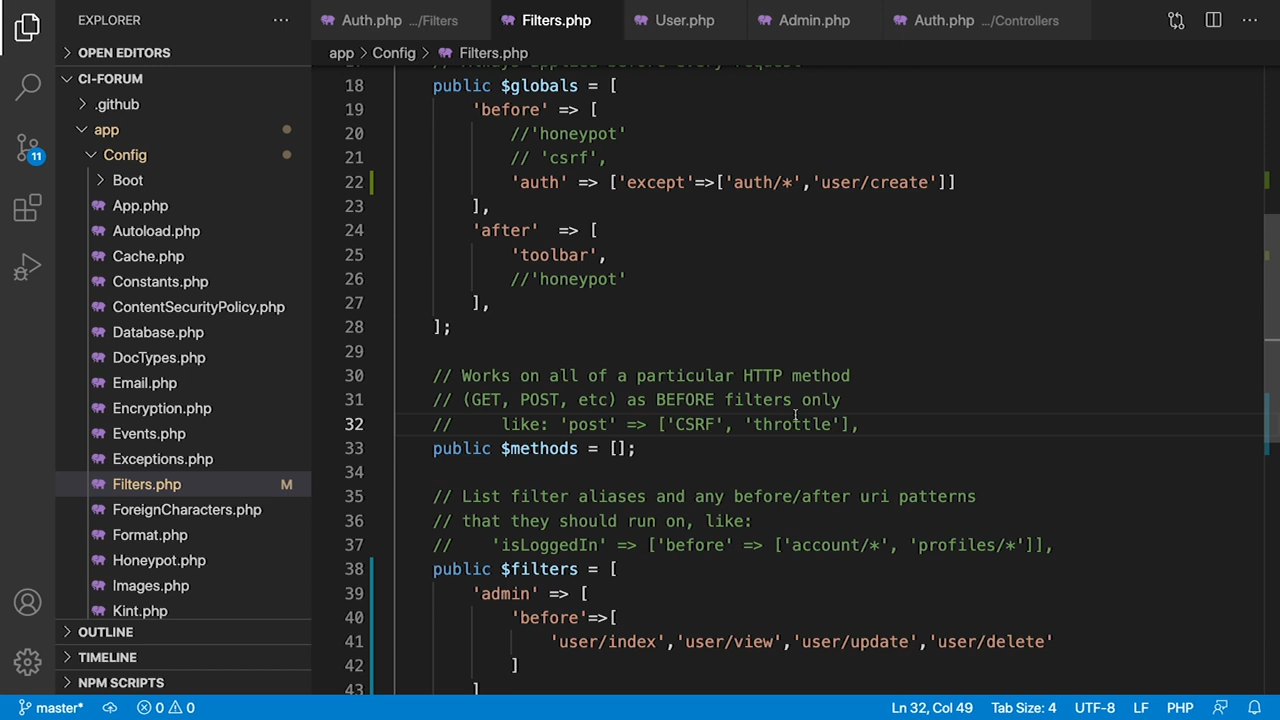 EXPLORER
OPEN EDITORS
CI-FORUM
.github
app
Config
Boot
App.php
Autoload.php
Cache.php
Constants.php
ContentSecurityPolicy.php
Database.php
DocTypes.php
Email.php
Encryption.php
Events.php
Exceptions.php
Filters.php M
ForeignCharacters.php
Format.php
Honeypot.php
Images.php
Kint.php
OUTLINE
TIMELINE
NPM SCRIPTS
11
Auth.php .../Filters Filters.php User.php Admin.php Auth.php .../Controllers
app > Config > Filters.php
// Always applied before every request
18 public $globals = [
19 'before' => [
20 //'honeypot'
21 // 'csrf',
22 'auth' => ['except'=>['auth/*','user/create']]
23 ],
24 'after'  => [
25 'toolbar',
26 //'honeypot'
27 ],
28 ];
29
30 // Works on all of a particular HTTP method
31 // (GET, POST, etc) as BEFORE filters only
32 //     like: 'post' => ['CSRF', 'throttle'],
33 public $methods = [];
34
35 // List filter aliases and any before/after uri patterns
36 // that they should run on, like:
37 //    'isLoggedIn' => ['before' => ['account/*', 'profiles/*']],
38 public $filters = [
39 'admin' => [
40 'before'=>[
41 'user/index','user/view','user/update','user/delete'
42 ]
43 ]
master* 0 0 Ln 32, Col 49 Tab Size: 4 UTF-8 LF PHP